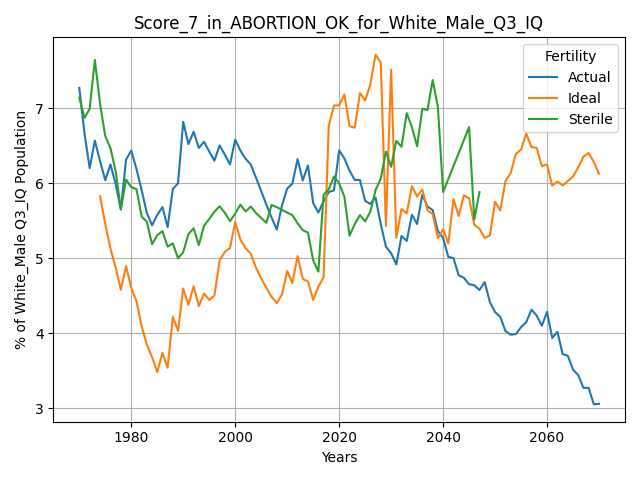 Score_7_in_ABORTION_OK_for_White_Male_Q3_IQ
Fertility
Actual
Ideal
Sterile
% of White_Male Q3_IQ Population
7
6
5
4
3
1980 2000 2020 2040 2060
Years